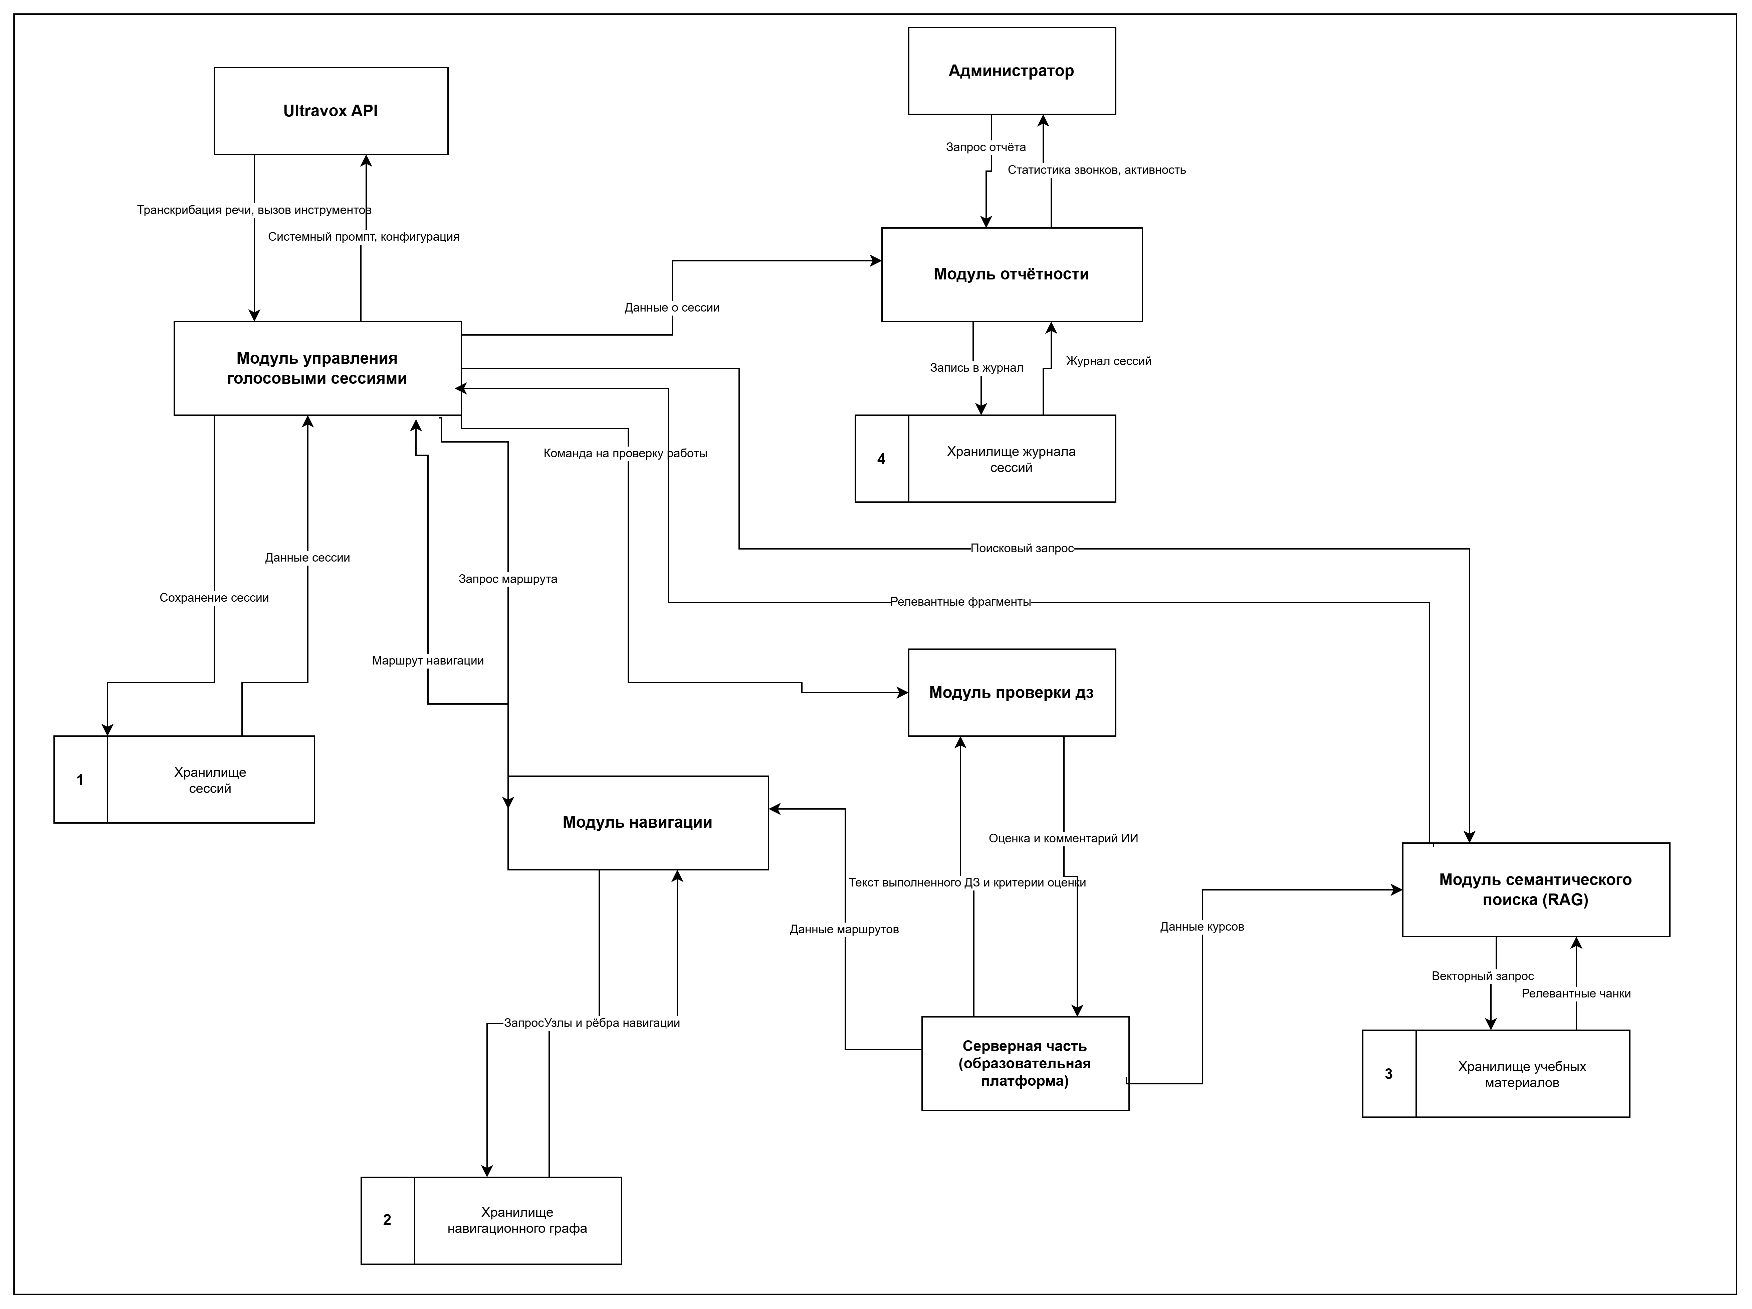 Администратор
Ultravox API
Запрос отчёта
Статистика звонков, активность
Транскрибация речи, вызов инструментов
Системный промпт, конфигурация
Модуль отчётности
Данные о сессии
Модуль управления
голосовыми сессиями
Запись в журнал
Журнал сессий
Команда на проверку работы
4
Хранилище журнала
сессий
Поисковый запрос
Данные сессии
Запрос маршрута
Сохранение сессии
Релевантные фрагменты
Маршрут навигации
Модуль проверки дз
1
Хранилище
сессий
Модуль навигации
Оценка и комментарий ИИ
Текст выполненного ДЗ и критерии оценки
Модуль семантического
поиска (RAG)
Данные маршрутов
Данные курсов
Векторный запрос
Релевантные чанки
ЗапросУзлы и рёбра навигации
Серверная часть
(образовательная
платформа)
3
Хранилище учебных
материалов
2
Хранилище
навигационного графа